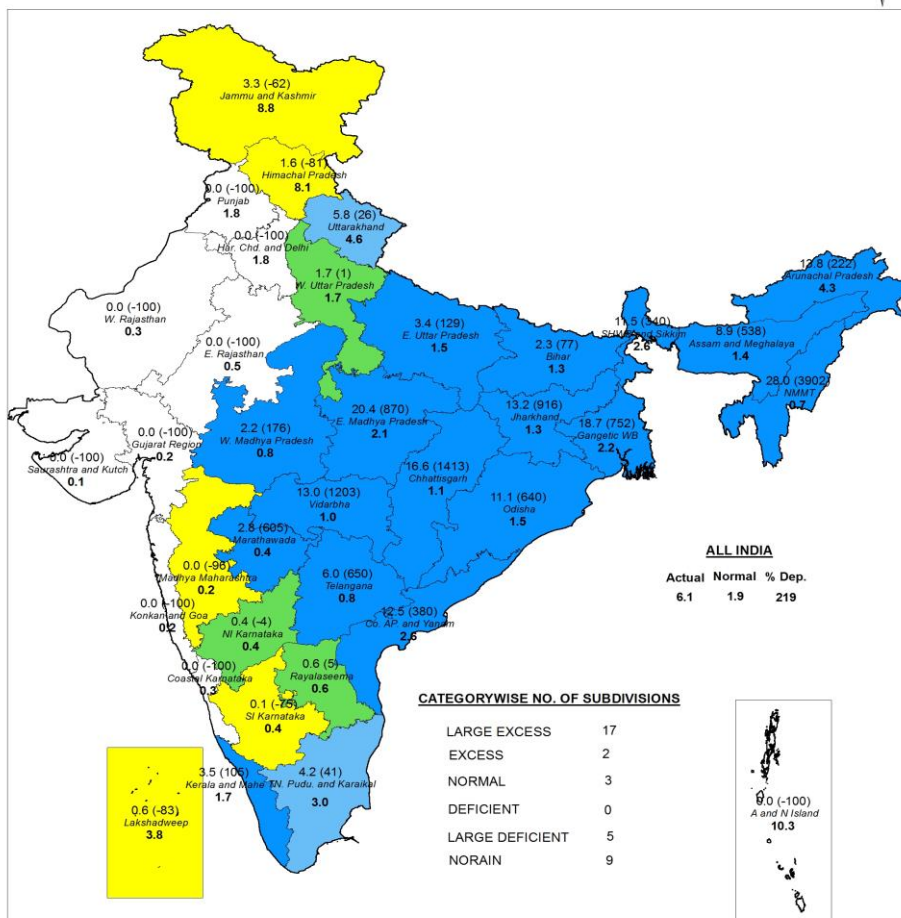 3.3 (-62)
Jammu and Kashmir
8.8
1.6 (-81)
Himachal Pradesh
8.1
0.0 (-100)
Punjab
1.8
5.8 (26)
Uttarakhand
4.6
0.0 (-100)
Har. Chd. and Delhi
1.8
1.7 (1)
W. Uttar Pradesh
1.7
13.8 (222)
Arunachal Pradesh
4.3
0.0 (-100)
W. Rajasthan
0.3
3.4 (129)
E. Uttar Pradesh
1.5
11.5 (340)
SHWB and Sikkim
2.6
8.9 (538)
Assam and Meghalaya
1.4
0.0 (-100)
E. Rajasthan
0.5
2.3 (77)
Bihar
1.3
28.0 (3902)
NMMT
0.7
20.4 (870)
E. Madhya Pradesh
2.1
13.2 (916)
Jharkhand
1.3
18.7 (752)
Gangetic WB
2.2
0.0 (-100)
Gujarat Region
0.2
2.2 (176)
W. Madhya Pradesh
0.8
0.0 (-100)
Saurashtra and Kutch
0.1
16.6 (1413)
Chhattisgarh
1.1
13.0 (1203)
Vidarbha
1.0
11.1 (640)
Odisha
1.5
2.8 (605)
Marathawada
0.4
0.0 (-96)
Madhya Maharashtra
0.2
6.0 (650)
Telangana
0.8
0.0 (-100)
Konkan and Goa
0.2
12.5 (380)
Co. AP. and Yanam
2.6
0.4 (-4)
NI Karnataka
0.4
0.0 (-100)
Coastal Karnataka
0.3
0.6 (5)
Rayalaseema
0.6
0.1 (-75)
SI Karnataka
0.4
3.5 (105)
Kerala and Mahe
1.7
4.2 (41)
TN. Pudu. and Karaikal
3.0
0.6 (-83)
Lakshadweep
3.8
0.0 (-100)
A and N Island
10.3
ALL INDIA
Actual Normal % Dep.
6.1 1.9 219
CATEGORYWISE NO. OF SUBDIVISIONS
LARGE EXCESS 17
EXCESS 2
NORMAL 3
DEFICIENT 0
LARGE DEFICIENT 5
NORAIN 9